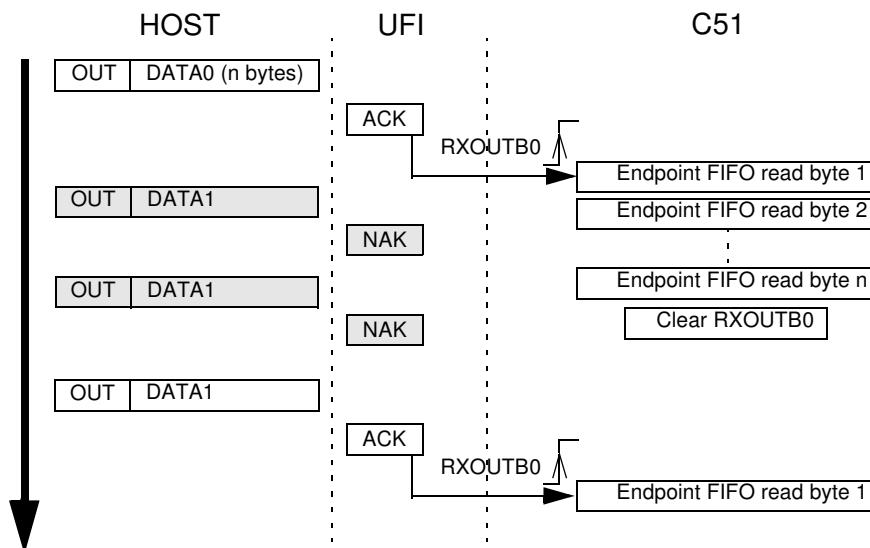 HOST UFI C51
OUT DATA0 (n bytes)
ACK
RXOUTB0
Endpoint FIFO read byte 1
OUT DATA1
Endpoint FIFO read byte 2
NAK
OUT DATA1
Endpoint FIFO read byte n
NAK
Clear RXOUTB0
OUT DATA1
ACK
RXOUTB0
Endpoint FIFO read byte 1